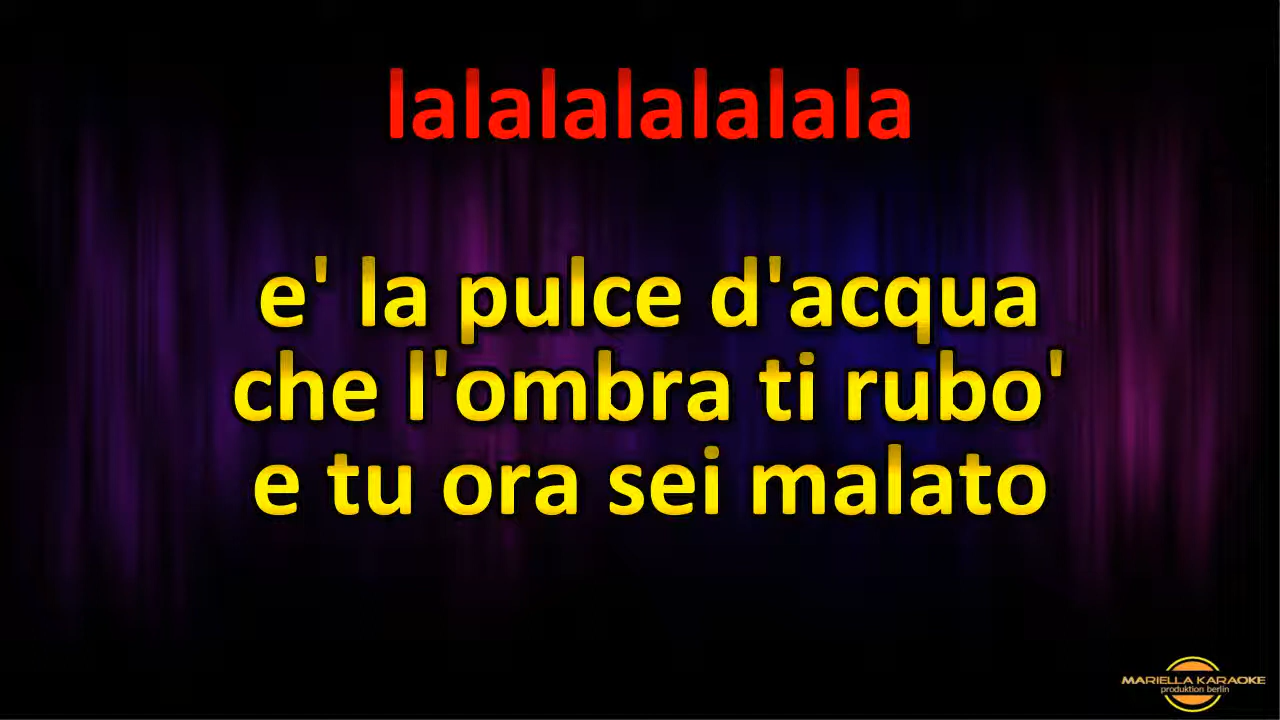 lalalalalalala
e' la pulce d'acqua
che l'ombra ti rubo'
e tu ora sei malato
MARIELLA KARAOKE
produktion berlin